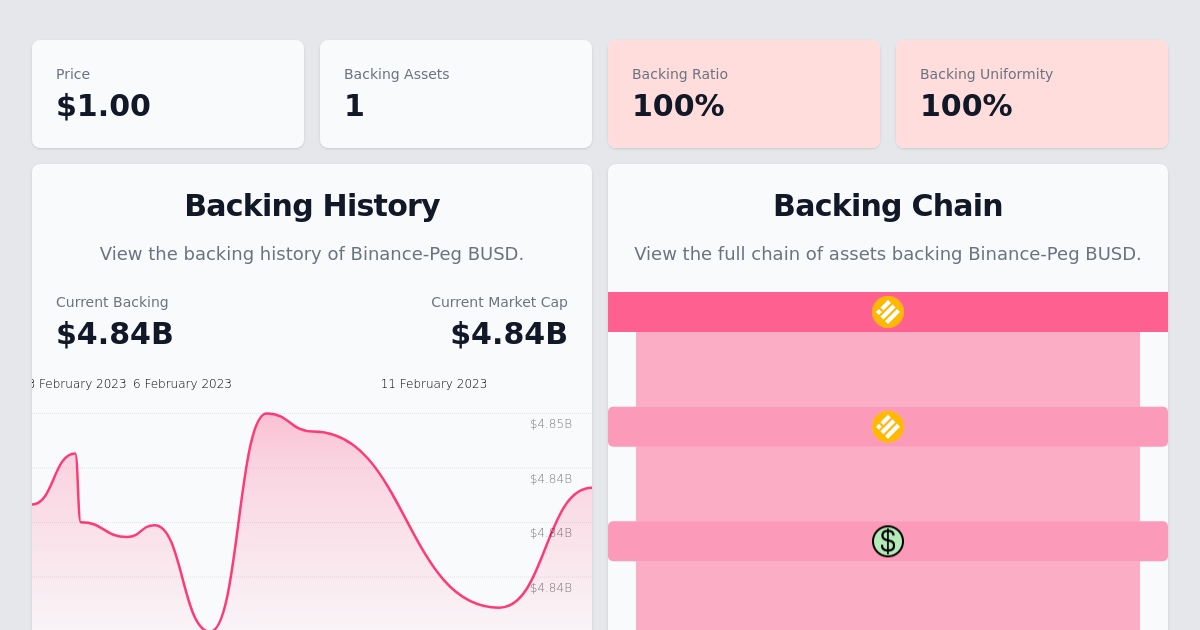 Price
$1.00
Backing Assets
1
Backing Ratio
100%
Backing Uniformity
100%
Backing History
View the backing history of Binance-Peg BUSD.
Current Backing
$4.84B
Current Market Cap
$4.84B
3 February 2023
6 February 2023
11 February 2023
$4.85B
$4.84B
$4.84B
$4.84B
Backing Chain
View the full chain of assets backing Binance-Peg BUSD.
$